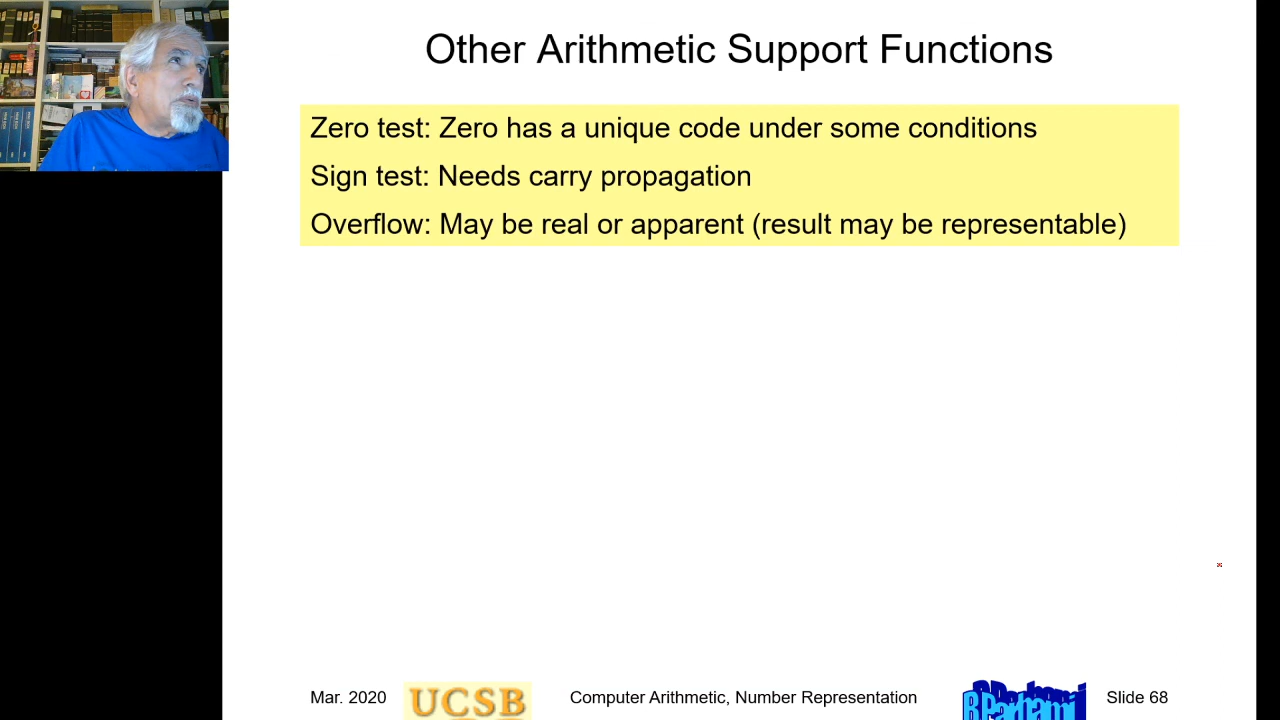 Other Arithmetic Support Functions
Zero test: Zero has a unique code under some conditions
Sign test: Needs carry propagation
Overflow: May be real or apparent (result may be representable)
Mar. 2020
UCSB
Computer Arithmetic, Number Representation
B Parhami
Slide 68